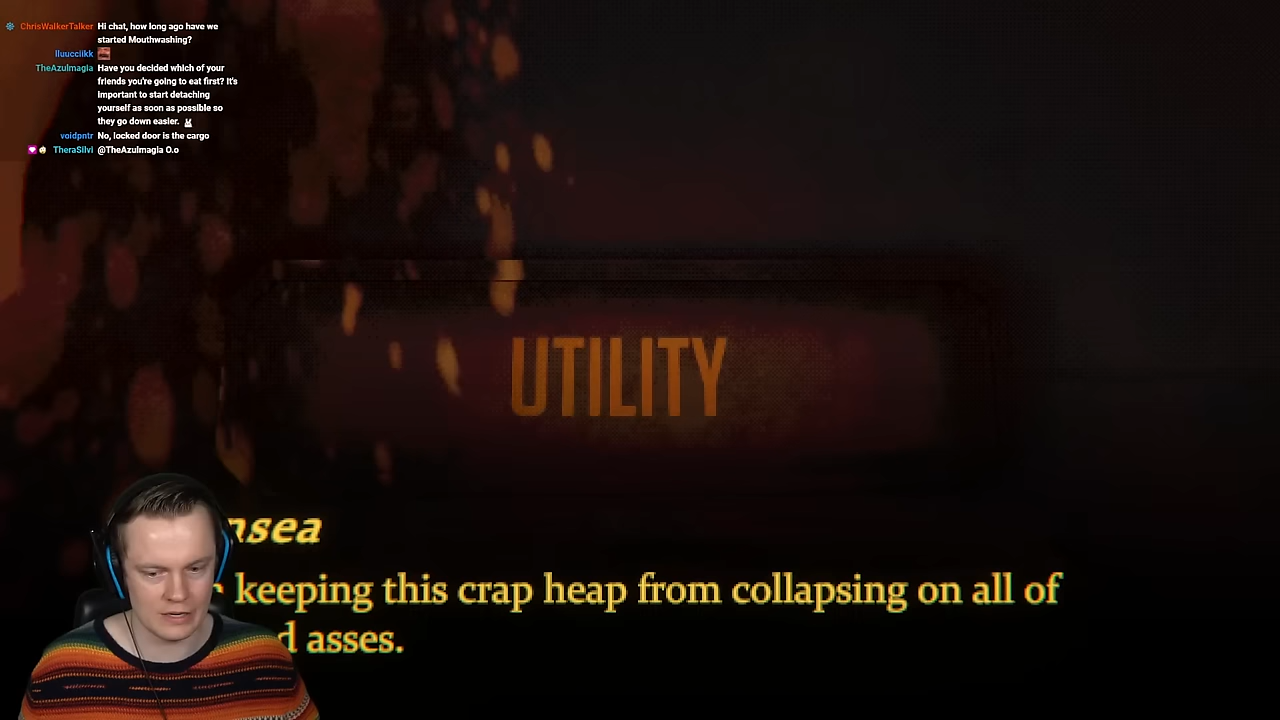 ChrisWalkerTalker Hi chat, how long ago have we
started Mouthwashing?
lluucciikk
TheAzulmagia Have you decided which of your
friends you're going to eat first? It's
important to start detaching
yourself as soon as possible so
they go down easier.
voidpntr No, locked door is the cargo
TheraSilvi @TheAzulmagia O.o
UTILITY
nsea
keeping this crap heap from collapsing on all of
d asses.